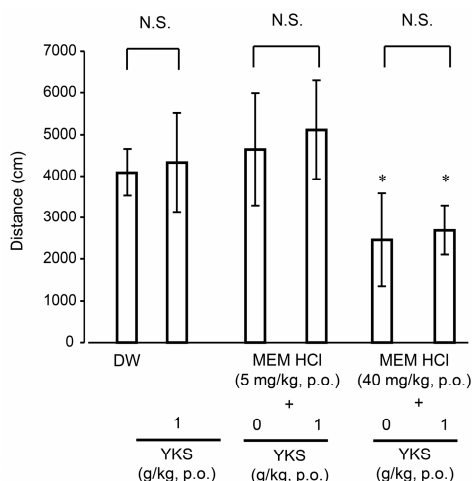 N.S. N.S. N.S.
7000
6000
5000
4000
3000
2000
1000
0
Distance (cm)
* *
DW MEM HCl MEM HCl
(5 mg/kg, p.o.) (40 mg/kg, p.o.)
+ +
1 0 1 0 1
YKS YKS YKS
(g/kg, p.o.) (g/kg, p.o.) (g/kg, p.o.)